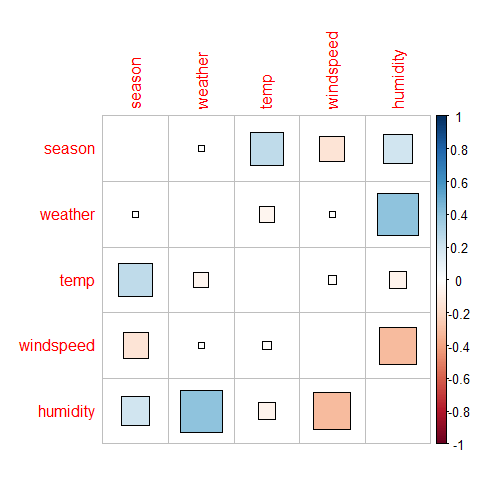 season
weather
temp
windspeed
humidity
season
weather
temp
windspeed
humidity
1
0.8
0.6
0.4
0.2
0
-0.2
-0.4
-0.6
-0.8
-1